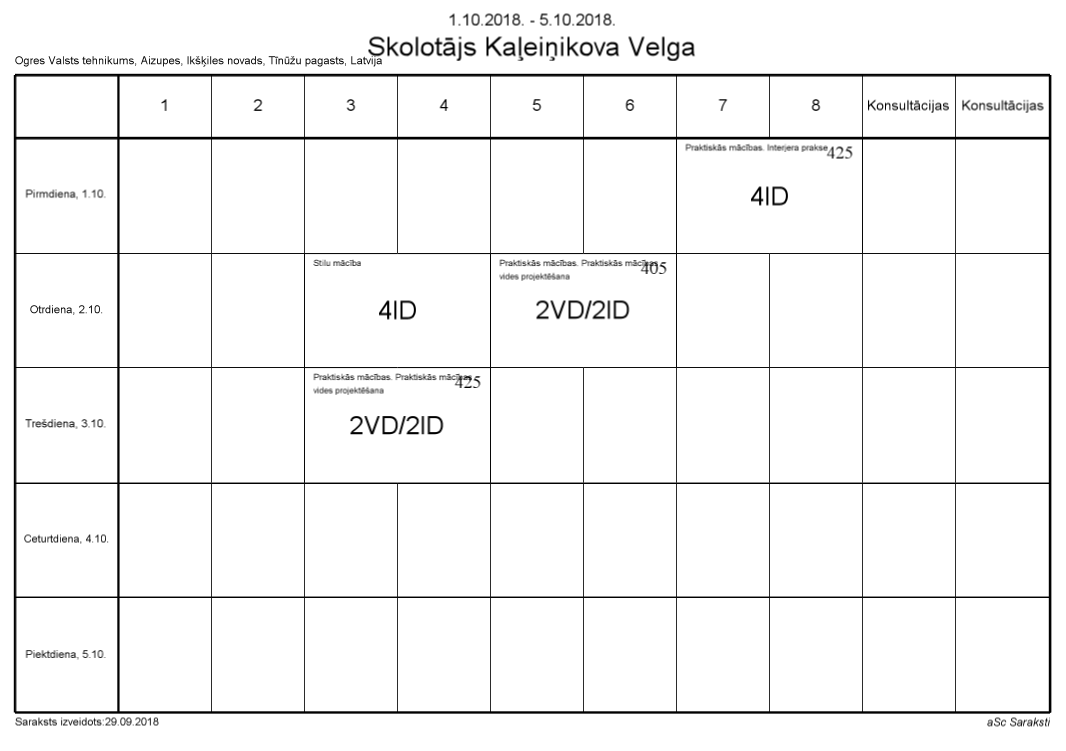 1.10.2018. - 5.10.2018.
Skolotājs Kaļeiņikova Velga
Ogres Valsts tehnikums, Aizupes, Ikšķiles novads, Tīnūžu pagasts, Latvija
1 2 3 4 5 6 7 8 Konsultācijas Konsultācijas
Pirmdiena, 1.10.
Praktiskās mācības. Interjera prakse
425
4ID
Otrdiena, 2.10.
Stilu mācība
4ID
Praktiskās mācības. Praktiskās mācības
vides projektēšana
405
2VD/2ID
Trešdiena, 3.10.
Praktiskās mācības. Praktiskās mācības
vides projektēšana
425
2VD/2ID
Ceturtdiena, 4.10.
Piektdiena, 5.10.
Saraksts izveidots:29.09.2018
aSc Saraksti